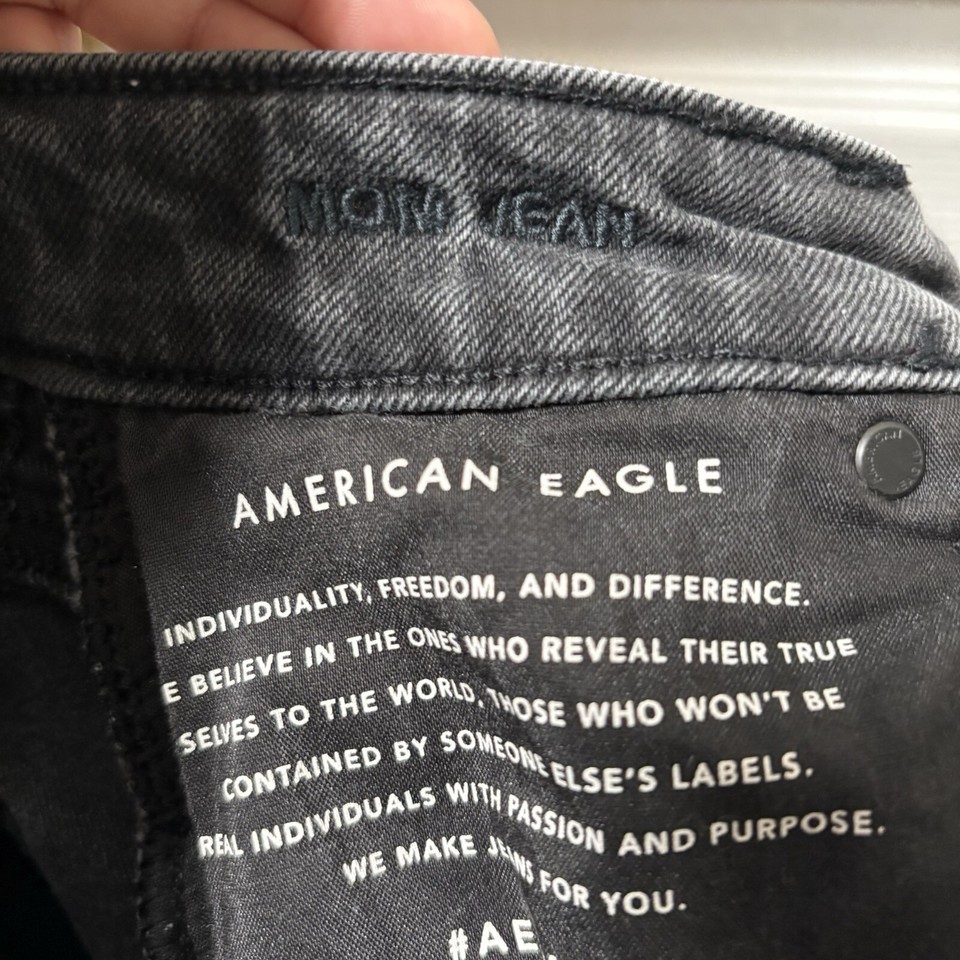 MOM JEAN
AMERICAN EAGLE
INDIVIDUALITY, FREEDOM, AND DIFFERENCE.
E BELIEVE IN THE ONES WHO REVEAL THEIR TRUE
SELVES TO THE WORLD. THOSE WHO WON'T BE
CONTAINED BY SOMEONE ELSE'S LABELS.
REAL INDIVIDUALS WITH PASSION AND PURPOSE.
WE MAKE JEANS FOR YOU.
#AE